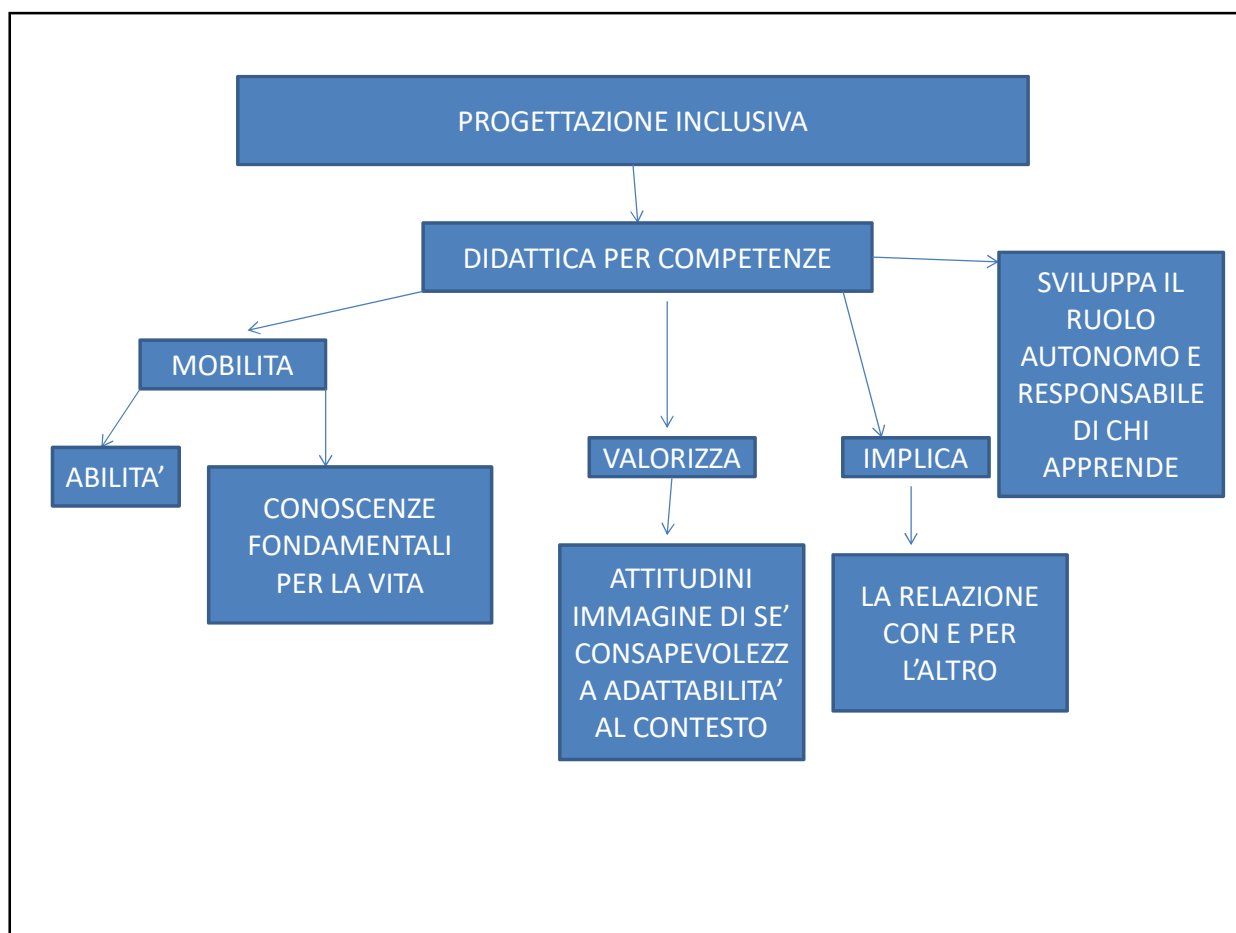 PROGETTAZIONE INCLUSIVA
DIDATTICA PER COMPETENZE
SVILUPPA IL
RUOLO
AUTONOMO E
RESPONSABILE
DI CHI
APPRENDE
MOBILITA
VALORIZZA
IMPLICA
ABILITA’
CONOSCENZE
FONDAMENTALI
PER LA VITA
ATTITUDINI
IMMAGINE DI SE’
CONSAPEVOLEZZ
A ADATTABILITA’
AL CONTESTO
LA RELAZIONE
CON E PER
L’ALTRO